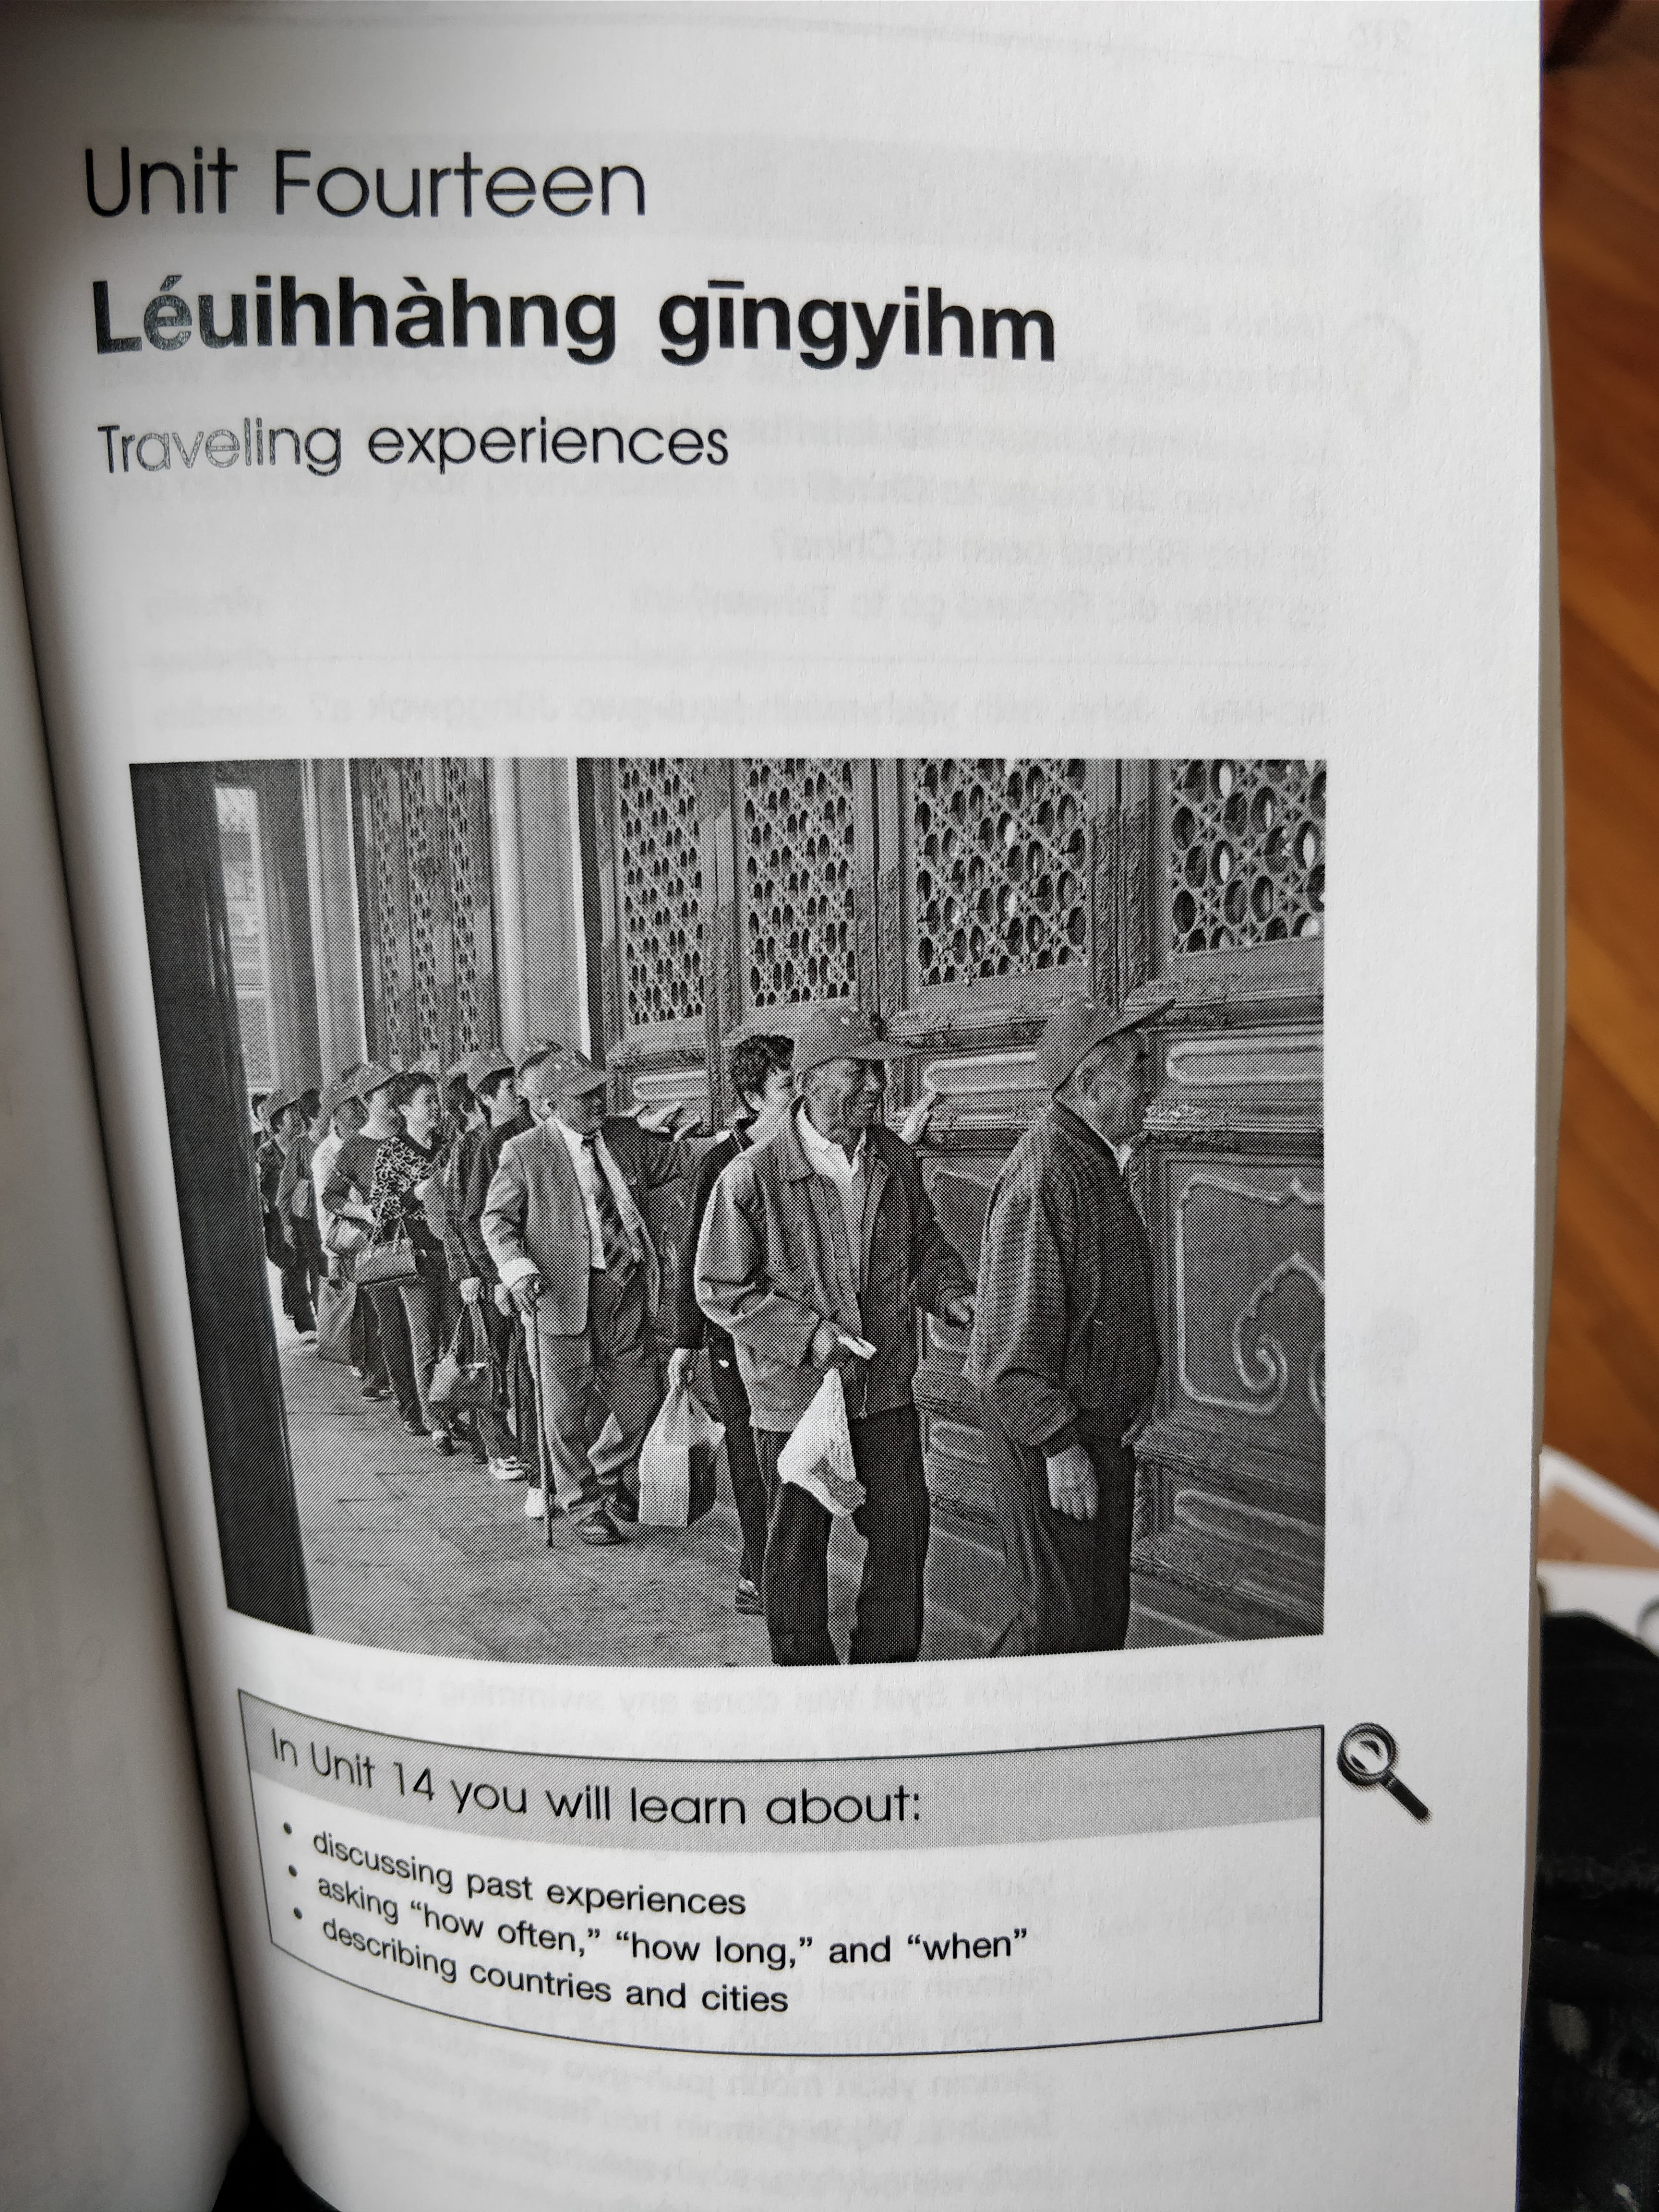 Unit Fourteen
Léuihhàhng gīngyihm
Traveling experiences
In Unit 14 you will learn about:
• discussing past experiences
• asking “how often,” “how long,” and “when”
• describing countries and cities